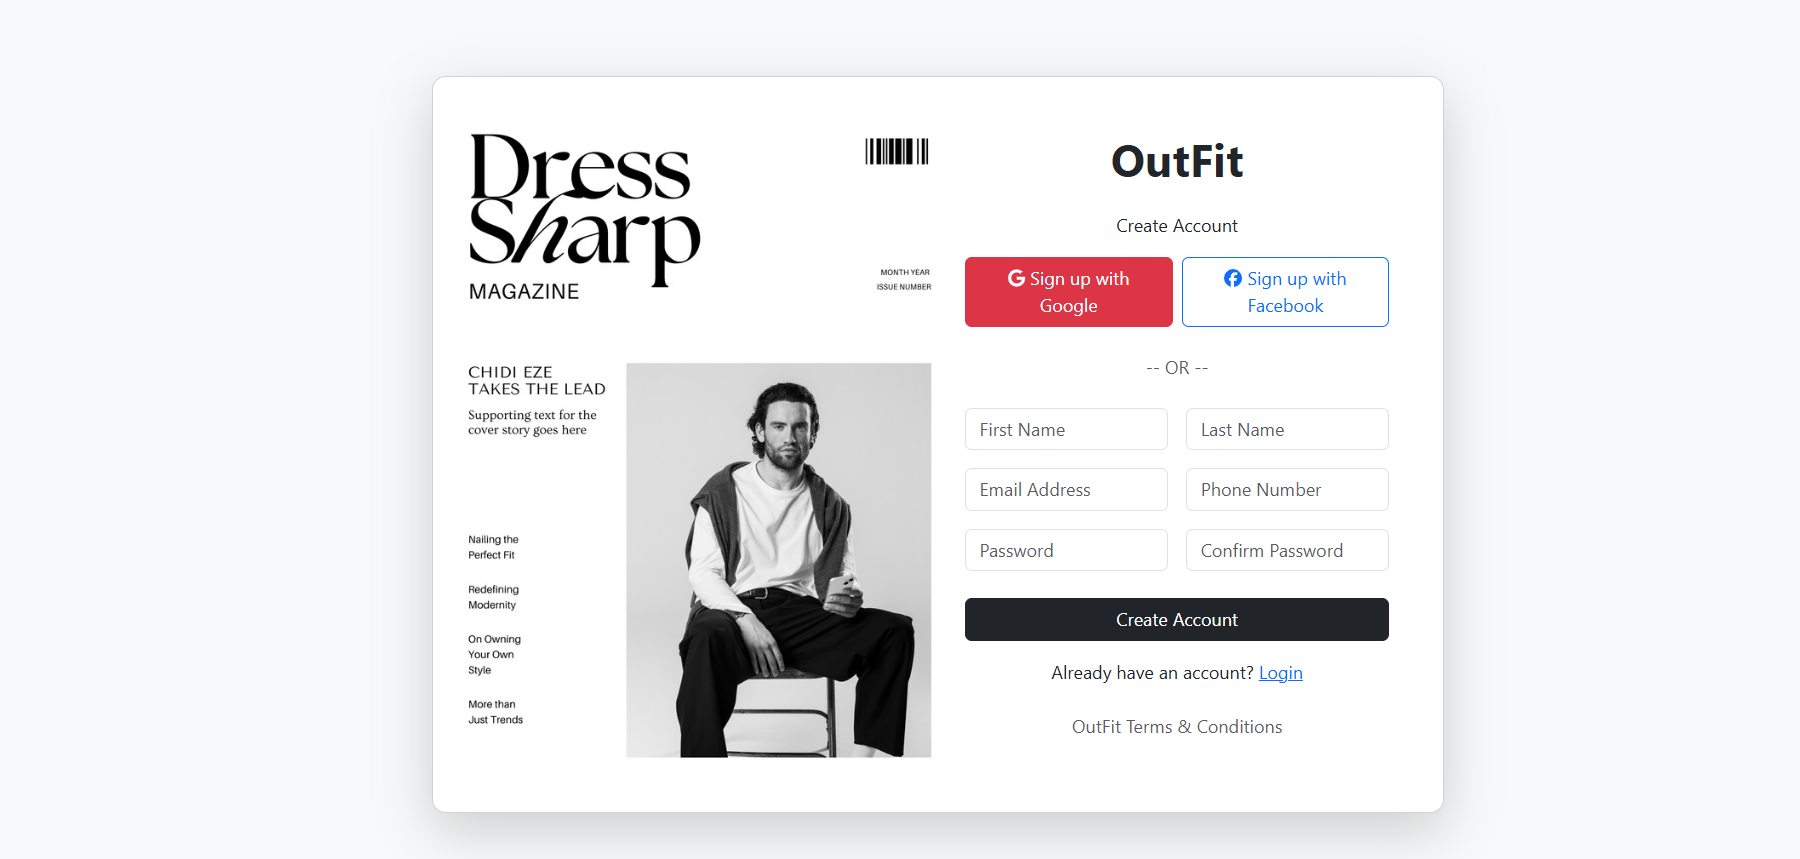 Dress
Sharp
MAGAZINE
MONTH YEAR
ISSUE NUMBER
CHIDI EZE
TAKES THE LEAD
Supporting text for the
cover story goes here
Nailing the
Perfect Fit
Redefining
Modernity
On Owning
Your Own
Style
More than
Just Trends
OutFit
Create Account
Sign up with
Google
Sign up with
Facebook
-- OR --
First Name
Last Name
Email Address
Phone Number
Password
Confirm Password
Create Account
Already have an account? Login
OutFit Terms & Conditions